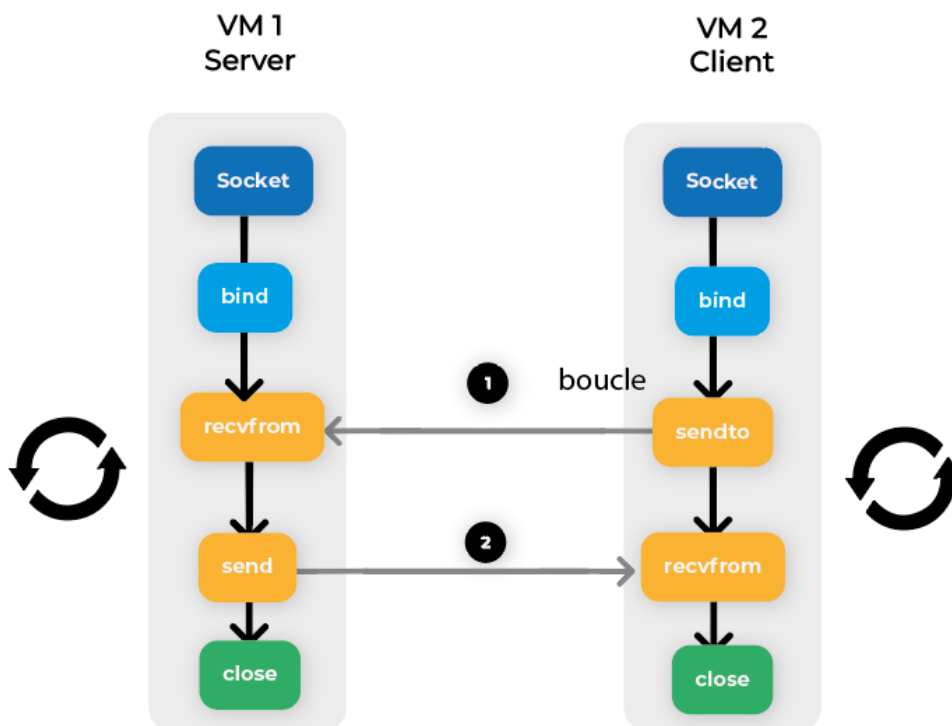 VM 1
Server
VM 2
Client
Socket
Socket
bind
bind
1
boucle
recvfrom
sendto
2
send
recvfrom
close
close